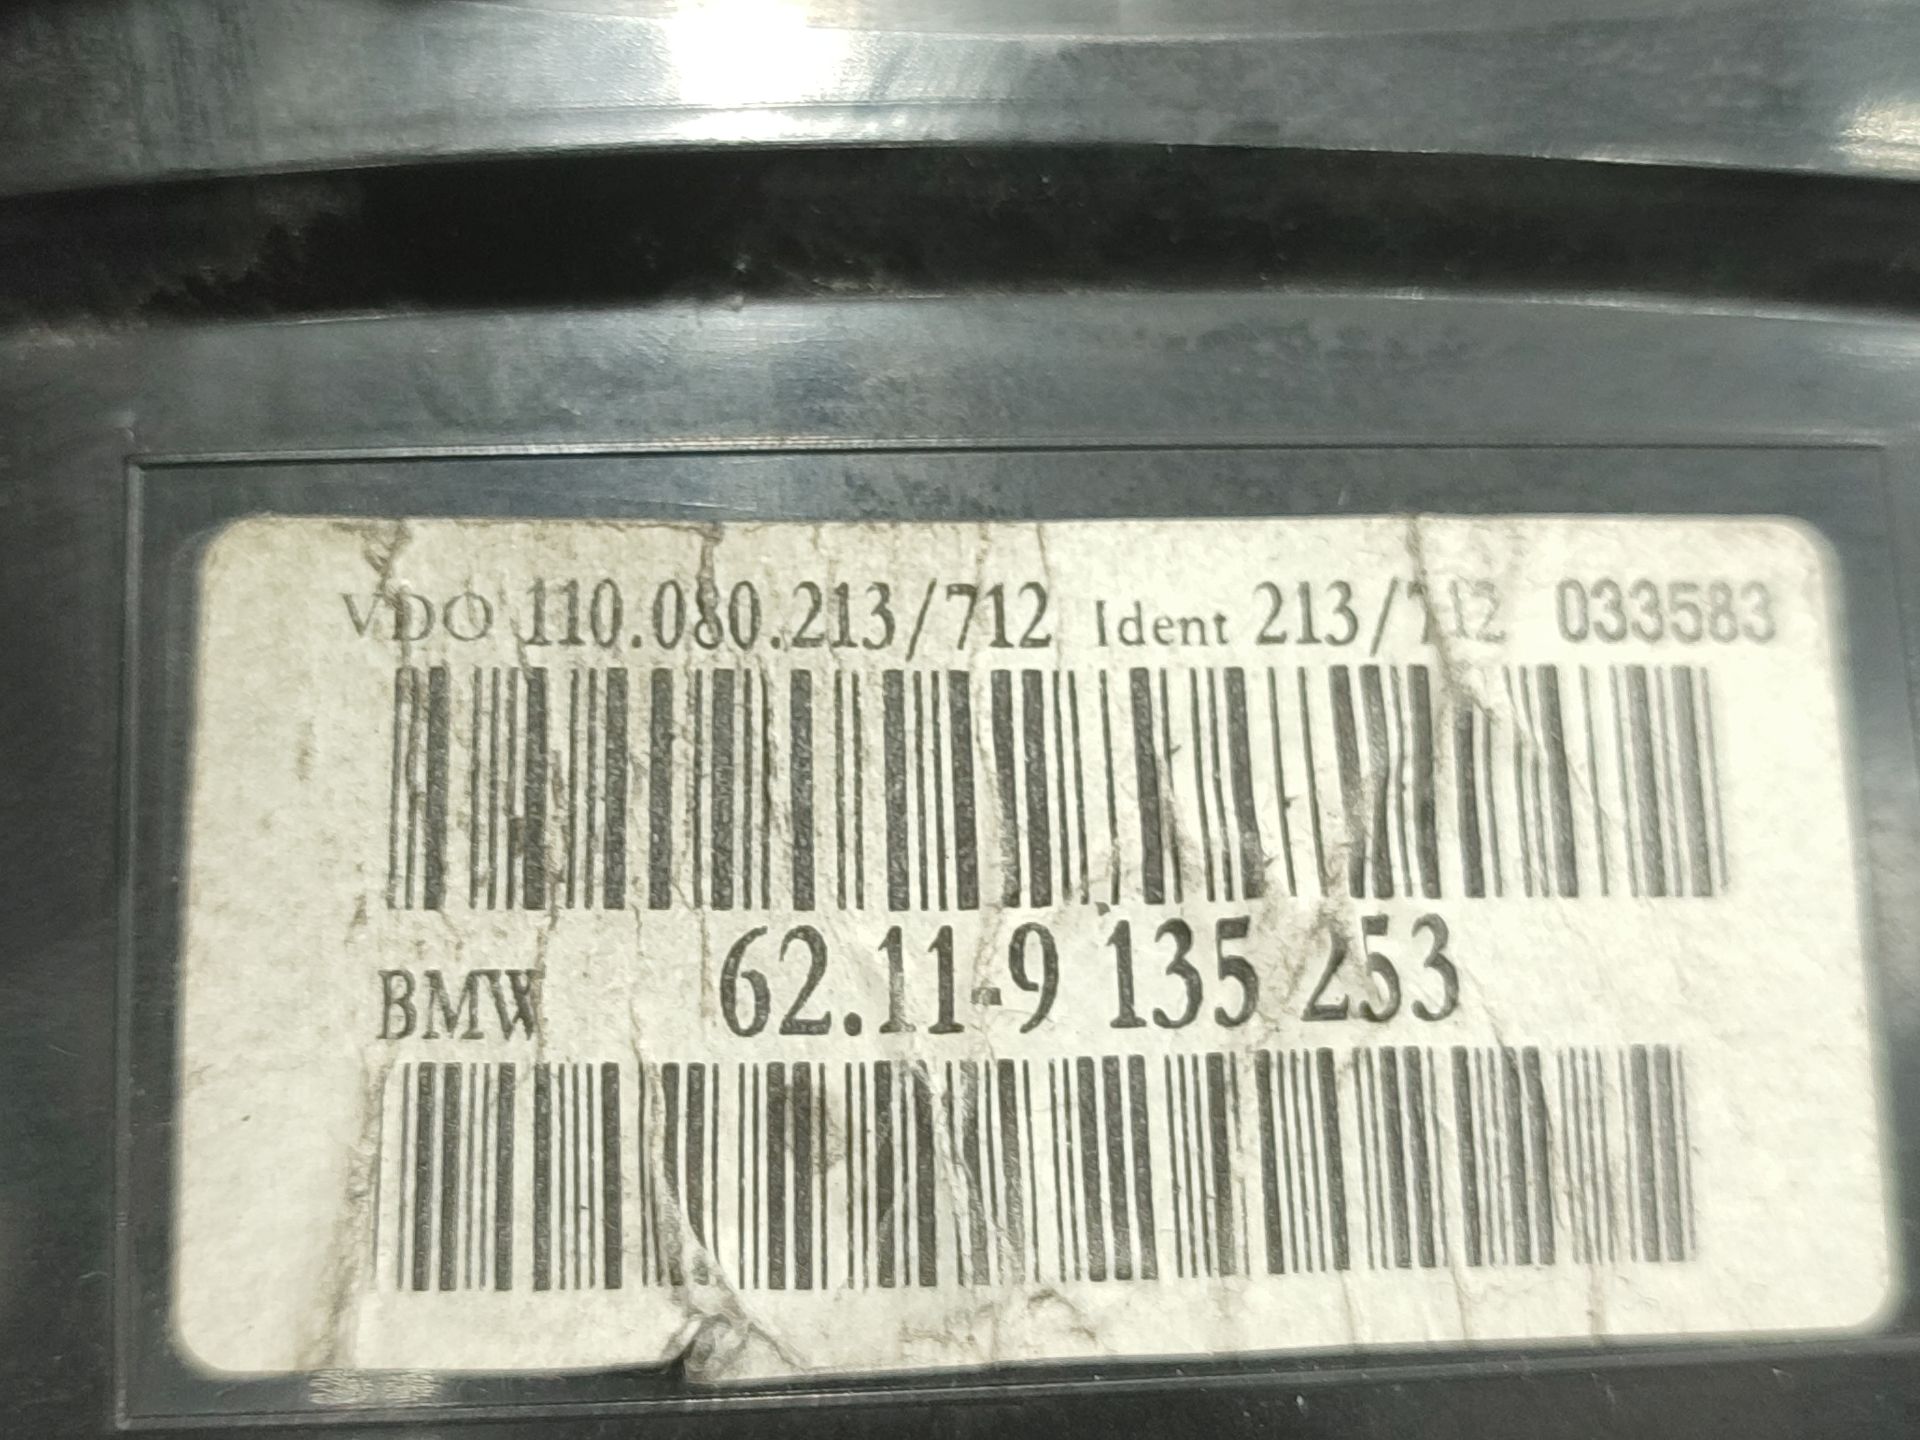 VDO 110.080.213/712 Ident 213/712 033583
BMW 62.11-9 135 253